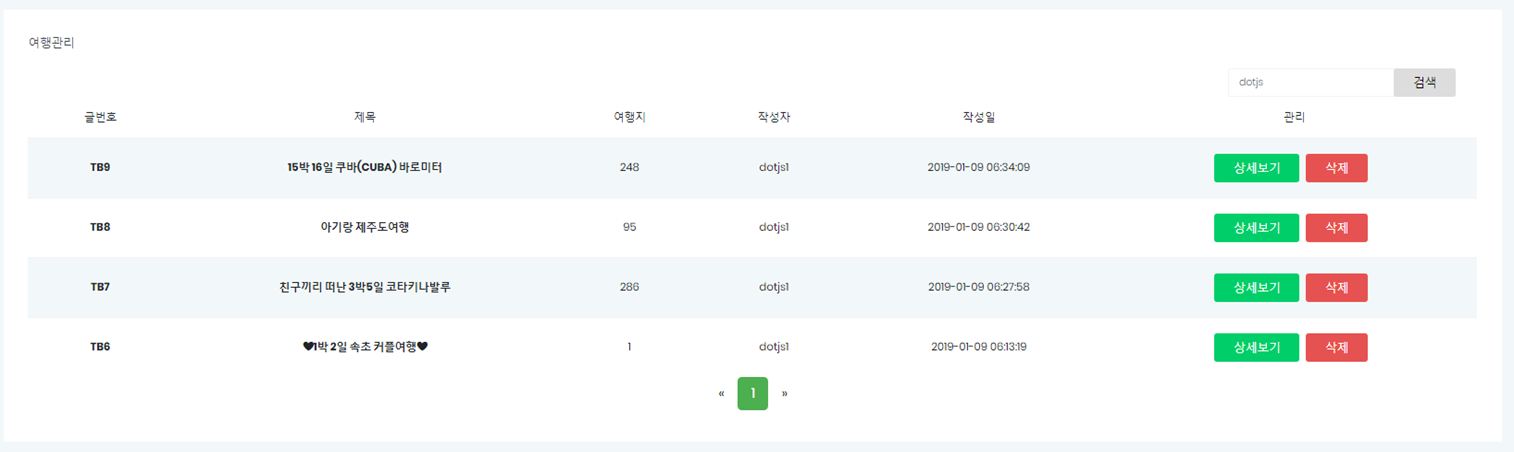 여행관리
dotjs 검색
글번호 제목 여행지 작성자 작성일 관리
TB9 15박 16일 쿠바(CUBA) 바로미터 248 dotjs1 2019-01-09 06:34:09 상세보기 삭제
TB8 아기랑 제주도여행 95 dotjs1 2019-01-09 06:30:42 상세보기 삭제
TB7 친구끼리 떠난 3박5일 코타키나발루 286 dotjs1 2019-01-09 06:27:58 상세보기 삭제
TB6 ♥1박 2일 속초 커플여행♥ 1 dotjs1 2019-01-09 06:13:19 상세보기 삭제
« 1 »